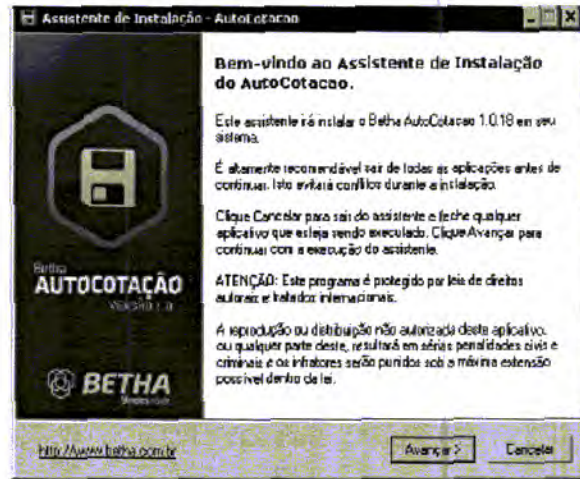 Assistente de Instalação - AutoCotacao
Bem-vindo ao Assistente de Instalação
do AutoCotacao.
Este assistente irá instalar o Betha AutoCotacao 1.0.18 em seu
sistema.
É altamente recomendável sair de todas as aplicações antes de
continuar. Isto evitará conflitos durante a instalação.
Clique Cancelar para sair do assistente e feche qualquer
aplicativo que esteja sendo executado. Clique Avançar para
continuar com a execução do assistente.
ATENÇÃO: Este programa é protegido por leis de direitos
autorais e tratados internacionais.
A reprodução ou distribuição não autorizada deste aplicativo,
ou qualquer parte deste, resultará em sérias penalidades civis e
criminais e os infratores serão punidos sob a máxima extensão
possível dentro da lei.
Betha
AUTOCOTAÇÃO
VERSÃO 1.0
BETHA
http://www.betha.com.br
Avançar >
Cancelar